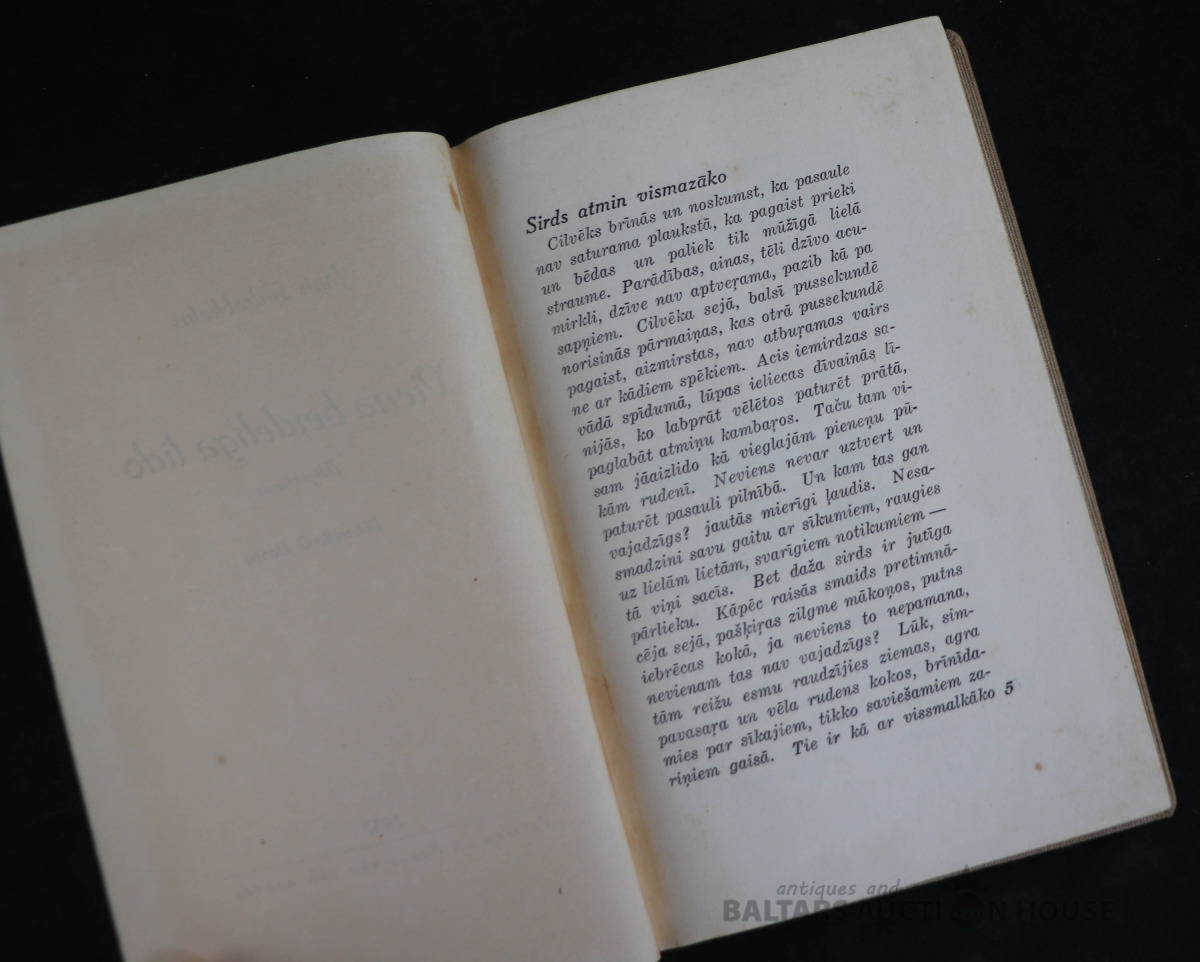 Sirds atmin vismazāko
Cilvēks brīnās un noskumst, ka pasaule
nav saturama plaukstā, ka pagaist prieki
un bēdas un paliek tik mūžīgā lielā
straume. Parādības, ainas, tēli dzīvo acu-
mirkli, dzīve nav aptveŗama, pazib kā pa
sapņiem. Cilvēka sejā, balsī pussekundē
norisinās pārmaiņas, kas otrā pussekundē
pagaist, aizmirstas, nav atbuŗamas vairs
ne ar kādiem spēkiem. Acis iemirdzas sa-
vādā spīdumā, lūpas ieliecas dīvainās lī-
nijās, ko labprāt vēlētos paturēt prātā,
paglabāt atmiņu kambaŗos. Taču tam vi-
sam jāaizlido kā vieglajām pieneņu pū-
kām rudenī. Neviens nevar uztvert un
paturēt pasauli pilnībā. Un kam tas gan
vajadzīgs? jautās mierīgi ļaudis. Nesa-
smadzini savu gaitu ar sīkumiem, raugies
uz lielām lietām, svarīgiem notikumiem —
tā viņi sacīs. Bet daža sirds ir jutīga
pārlieku. Kāpēc raisās smaids pretimnā-
cēja sejā, pašķiŗas zilgme mākoņos, putns
iebrēcas kokā, ja neviens to nepamana,
nevienam tas nav vajadzīgs? Lūk, sim-
tām reižu esmu raudzījies ziemas, agra
pavasaŗa un vēla rudens kokos, brīnīda-
mies par sīkajiem, tikko saviešamiem za-
riņiem gaisā. Tie ir kā ar vissmalkāko 5
Vienu bezdelīga lido
antiques and
BALTARS AUCTION HOUSE